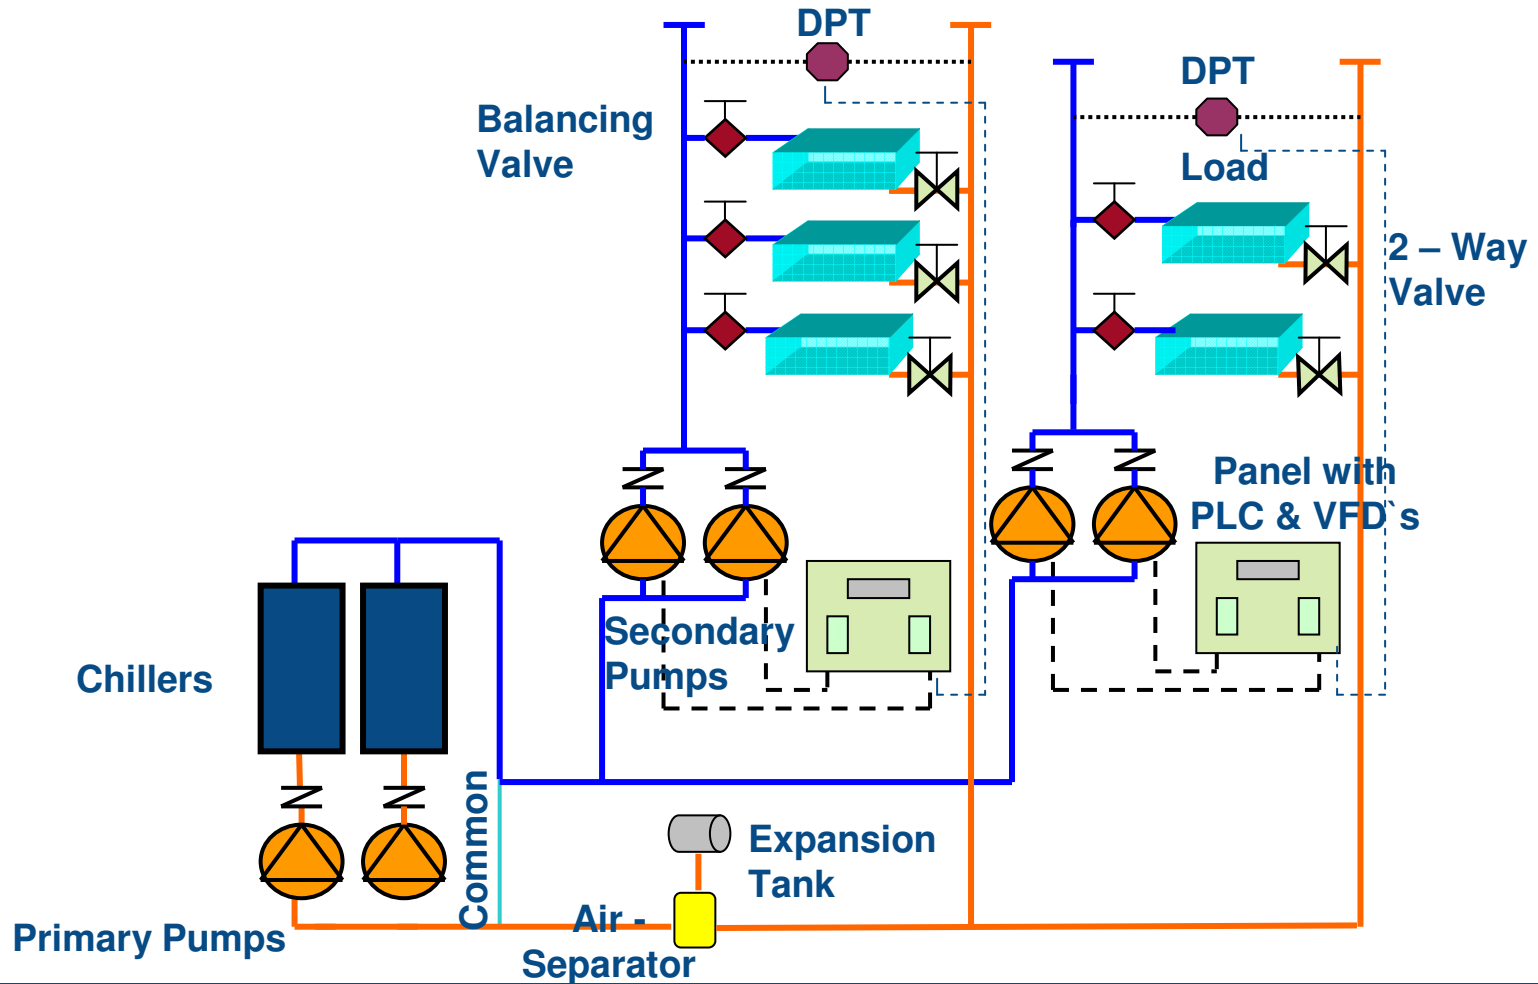 DPT
DPT
Balancing
Valve
Load
2 – Way
Valve
Panel with
PLC & VFD`s
Secondary
Pumps
Chillers
Common
Expansion
Tank
Air -
Separator
Primary Pumps